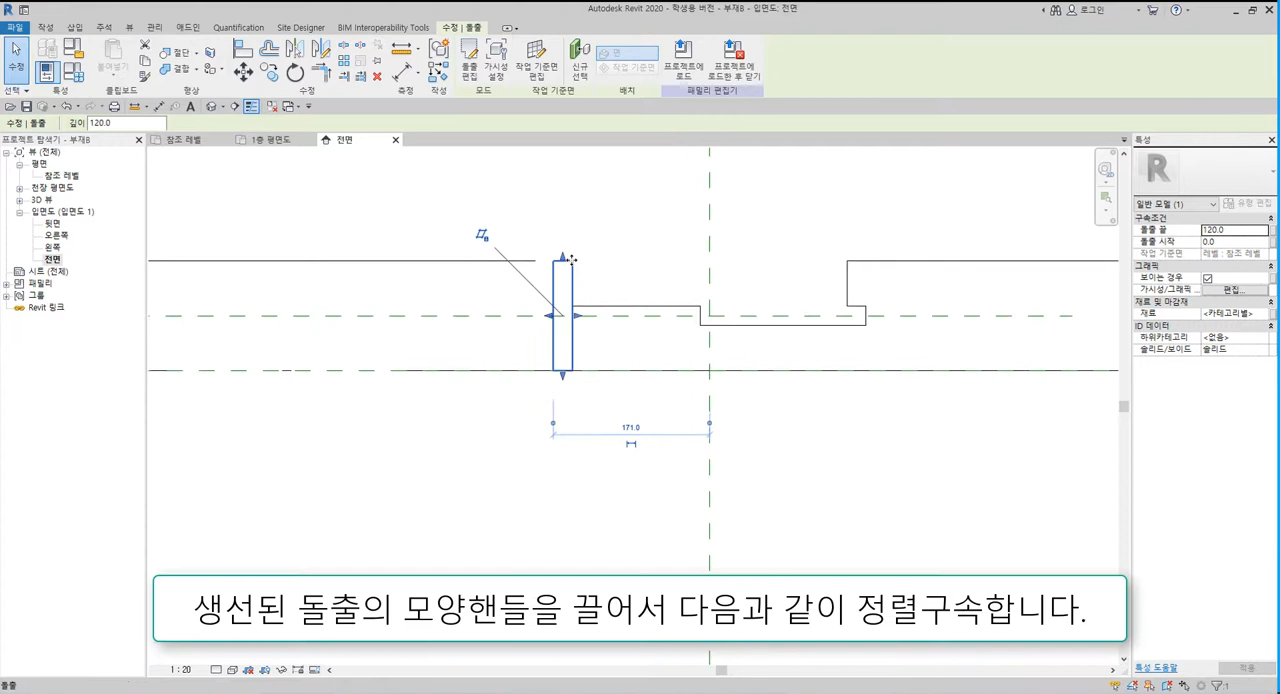 Autodesk Revit 2020 - 학생용 버전 - 부재B - 입면도: 전면
로그인
파일 작성 삽입 주석 뷰 관리 애드인 Quantification Site Designer BIM Interoperability Tools 수정 | 돌출
수정
붙여넣기
절단
결합
돌출
편집
가시성
설정
작업 기준면
편집
신규
선택
면
작업 기준면
프로젝트에
로드
프로젝트에
로드한 후 닫기
선택 특성 클립보드 형상 수정 측정 작성 모드 작업 기준면 배치 패밀리 편집기
수정 | 돌출 깊이 120.0
프로젝트 탐색기 - 부재B
참조 레벨 1층 평면도 전면
특성
뷰 (전체)
평면
참조 레벨
천장 평면도
3D 뷰
입면도 (입면도 1)
뒷면
오른쪽
왼쪽
전면
시트 (전체)
패밀리
그룹
Revit 링크
171.0
일반 모델 (1) 유형 편집
구속조건
돌출 끝 120.0
돌출 시작 0.0
작업 기준면 레벨 : 참조 레벨
그래픽
보이는 경우
가시성/그래픽 ... 편집...
재료 및 마감재
재료 <카테고리별>
ID 데이터
하위카테고리 <없음>
솔리드/보이드 솔리드
생선된 돌출의 모양핸들을 끌어서 다음과 같이 정렬구속합니다.
1 : 20
특성 도움말 적용
돌출
:1